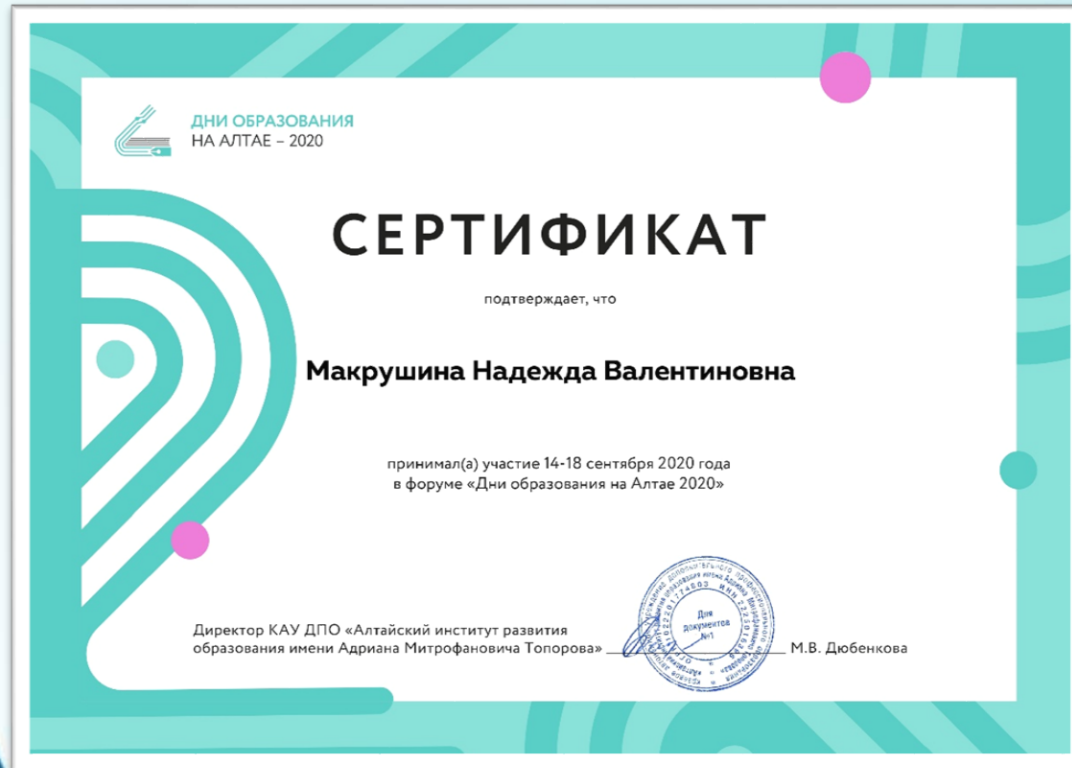 ДНИ ОБРАЗОВАНИЯ
НА АЛТАЕ – 2020
СЕРТИФИКАТ
подтверждает, что
Макрушина Надежда Валентиновна
принимал(а) участие 14-18 сентября 2020 года
в форуме «Дни образования на Алтае 2020»
Директор КАУ ДПО «Алтайский институт развития
образования имени Адриана Митрофановича Топорова»
М.В. Дюбенкова
Для
документов
№1